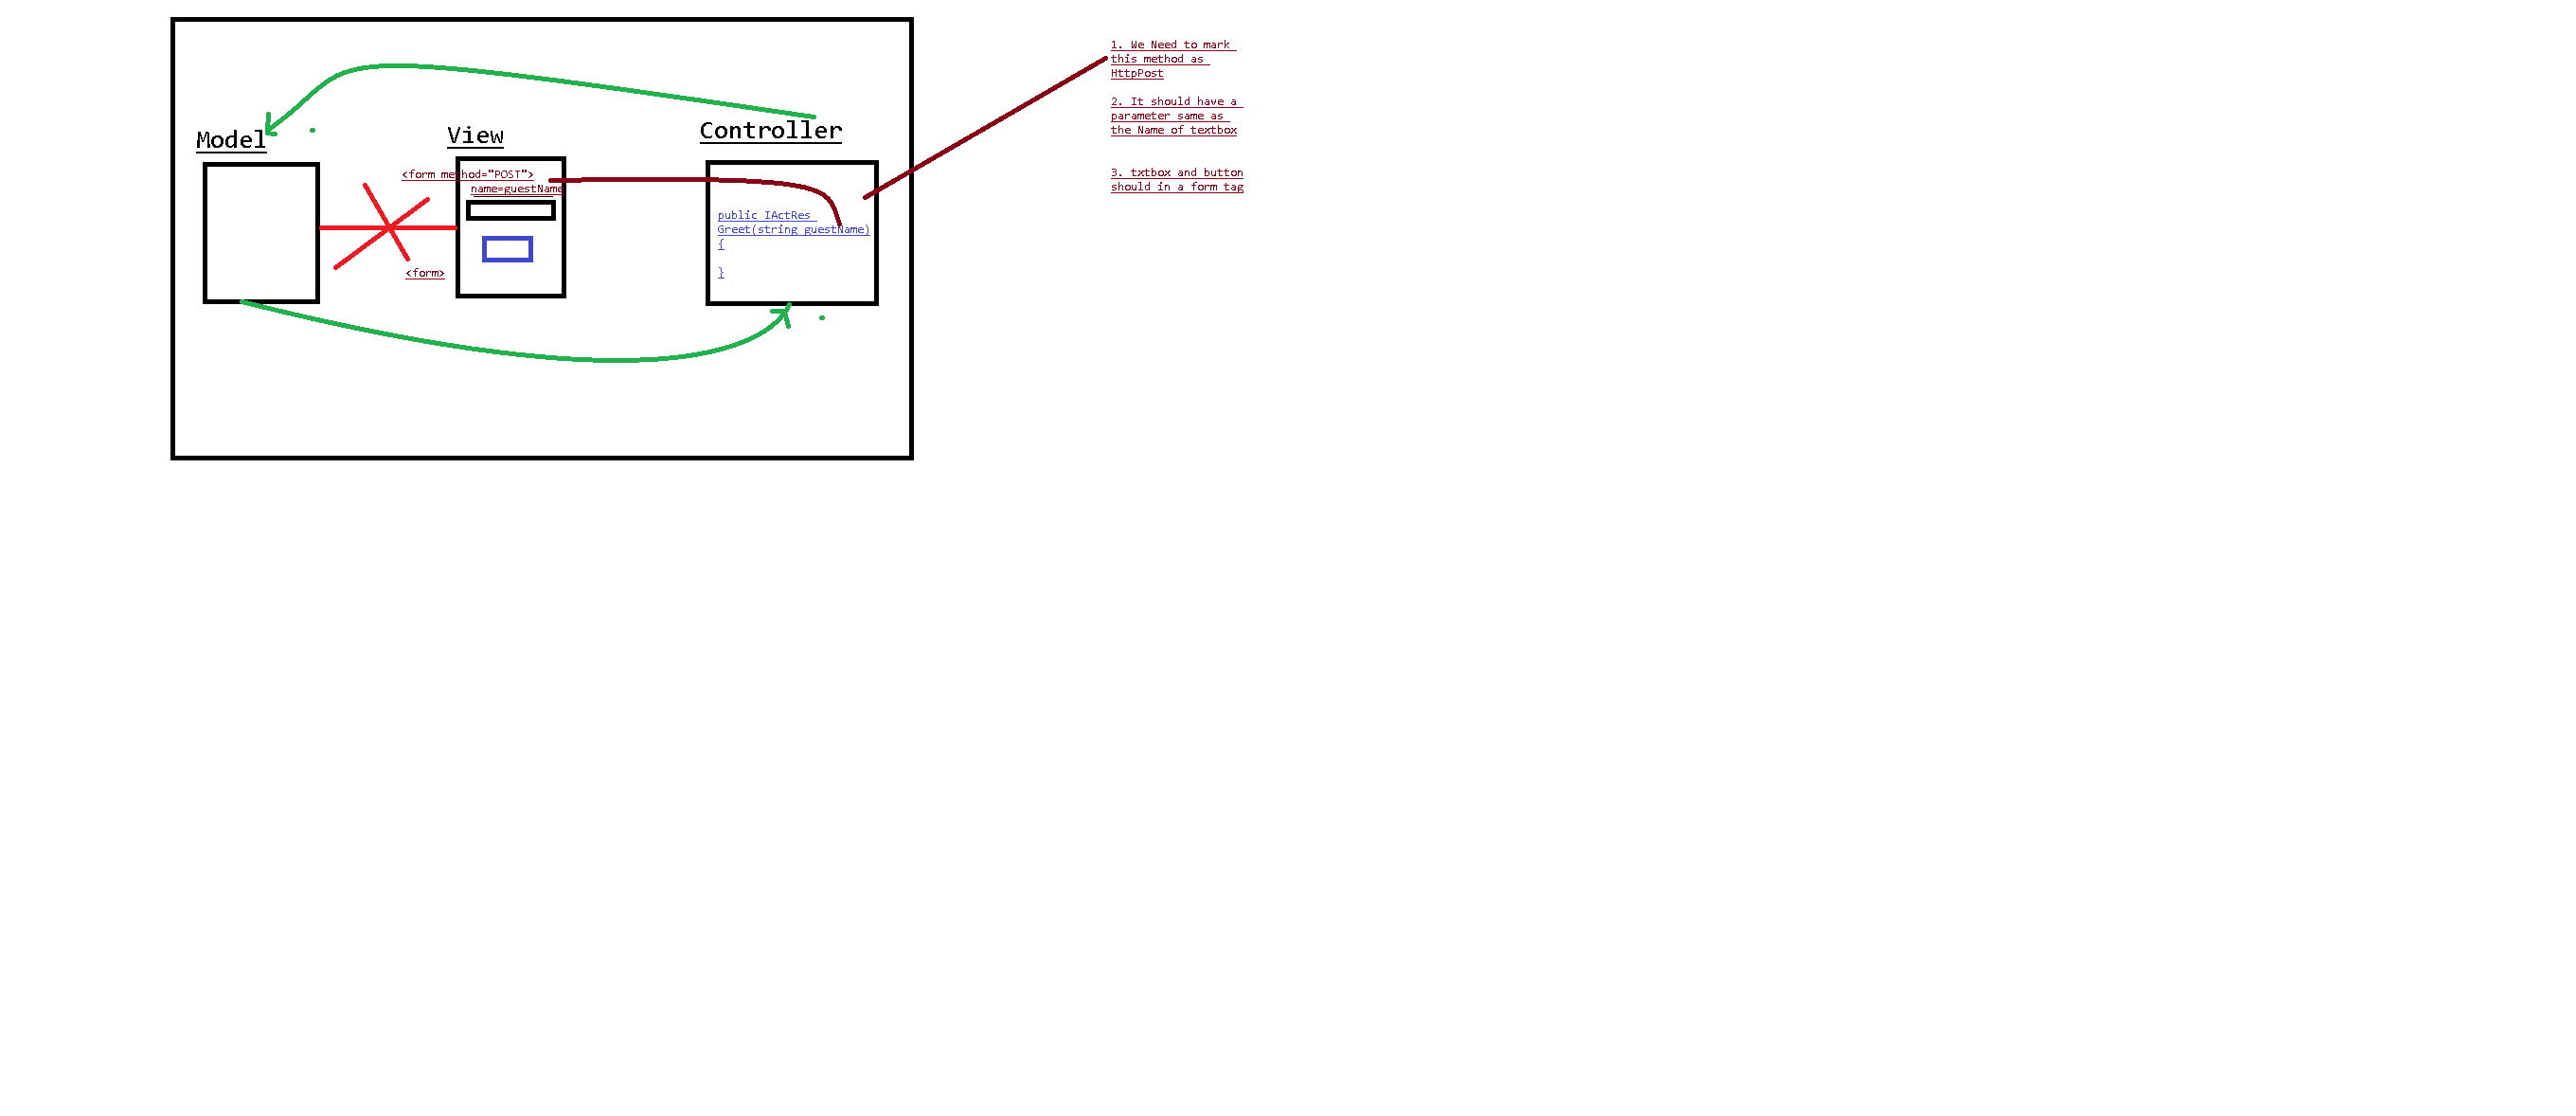 Model
View
Controller
<form method="POST">
name=guestName
<form>
public IActRes
Greet(string guestName)
{
}
1. We Need to mark
this method as
HttpPost
2. It should have a
parameter same as
the Name of textbox
3. txtbox and button
should in a form tag